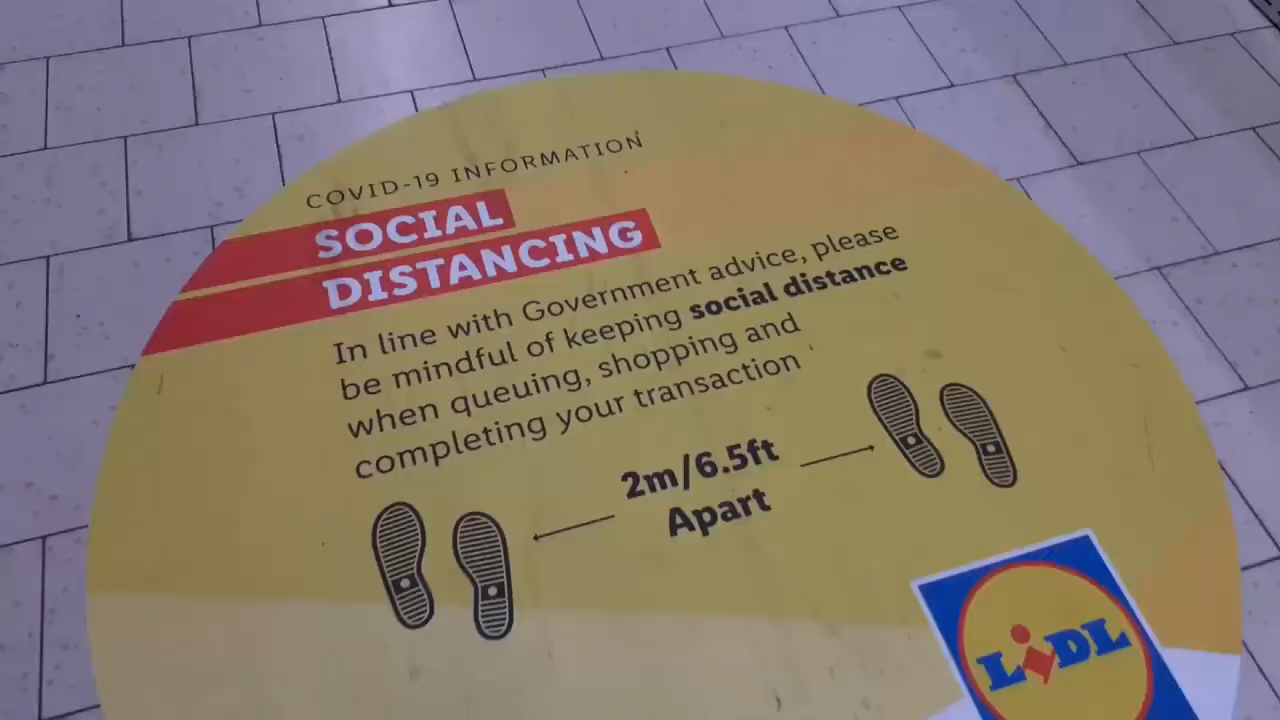 COVID-19 INFORMATION
SOCIAL
DISTANCING
In line with Government advice, please
be mindful of keeping social distance
when queuing, shopping and
completing your transaction
2m/6.5ft
Apart
LIDL